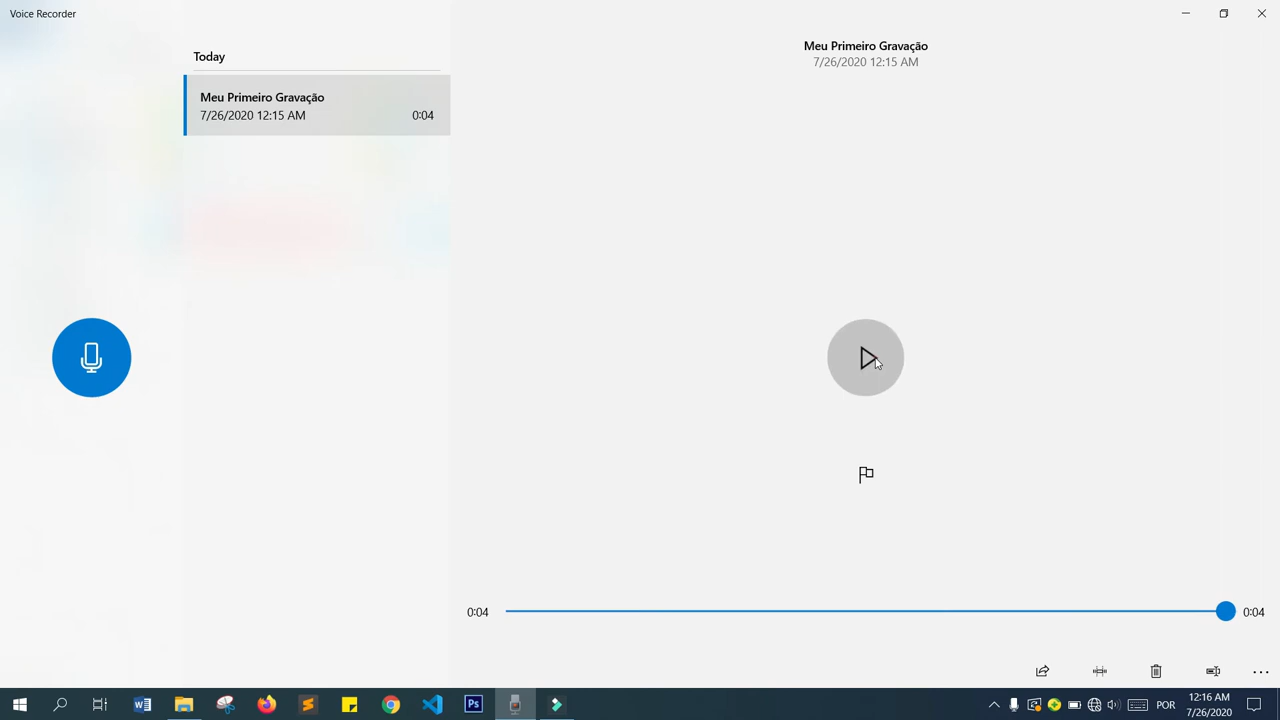 Voice Recorder
Today
Meu Primeiro Gravação
7/26/2020 12:15 AM
0:04
Meu Primeiro Gravação
7/26/2020 12:15 AM
0:04
0:04
W
Ps
POR
12:16 AM
7/26/2020